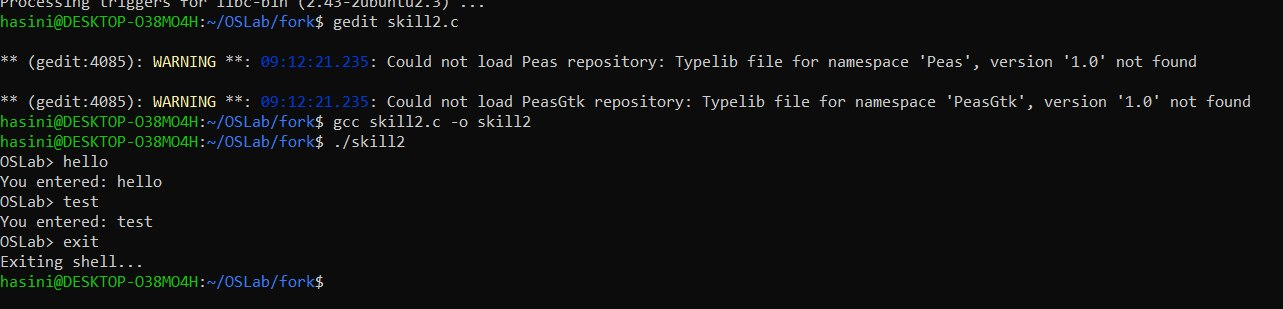 Processing triggers for libc-bin (2.43-2ubuntu2.3) ...
hasini@DESKTOP-O38MO4H:~/OSLab/fork$ gedit skill2.c
** (gedit:4085): WARNING **: 09:12:21.235: Could not load Peas repository: Typelib file for namespace 'Peas', version '1.0' not found
** (gedit:4085): WARNING **: 09:12:21.235: Could not load PeasGtk repository: Typelib file for namespace 'PeasGtk', version '1.0' not found
hasini@DESKTOP-O38MO4H:~/OSLab/fork$ gcc skill2.c -o skill2
hasini@DESKTOP-O38MO4H:~/OSLab/fork$ ./skill2
OSLab> hello
You entered: hello
OSLab> test
You entered: test
OSLab> exit
Exiting shell...
hasini@DESKTOP-O38MO4H:~/OSLab/fork$